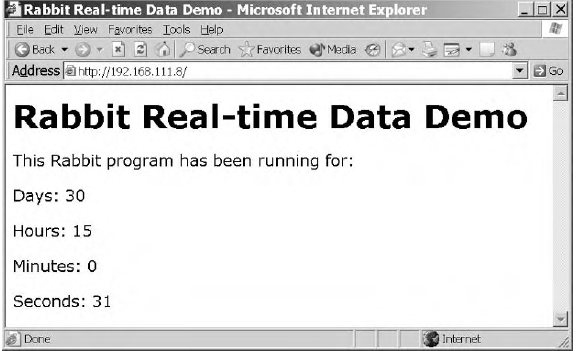 Rabbit Real-time Data Demo - Microsoft Internet Explorer
File Edit View Favorites Tools Help
Back Search Favorites Media
Address http://192.168.111.8/ Go
Rabbit Real-time Data Demo
This Rabbit program has been running for:
Days: 30
Hours: 15
Minutes: 0
Seconds: 31
Done Internet